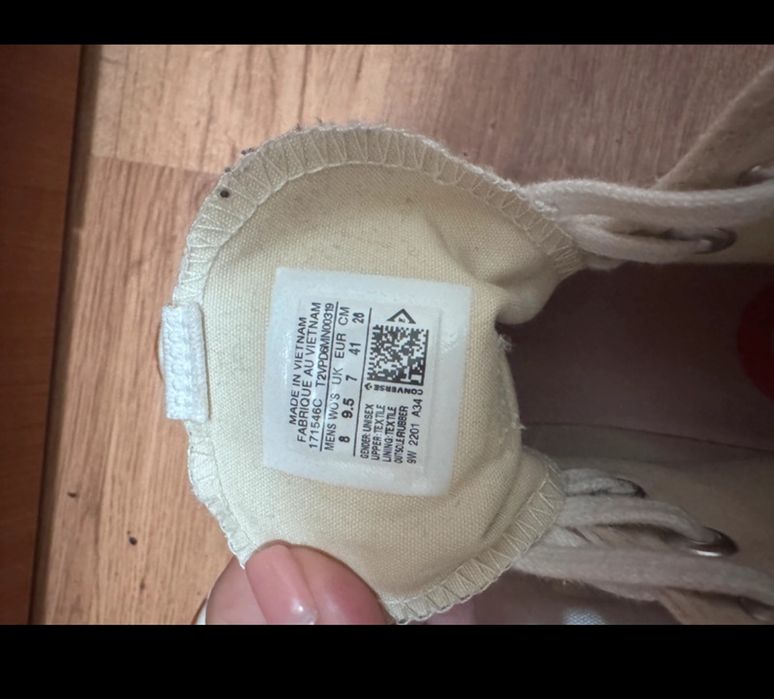 MADE IN VIETNAM
FABRIQUE AU VIETNAM
171546C T2VPD6MN00319
MENS WO'S UK EUR CM
8 9.5 7 41 26
CONVERSE
GENDER: UNISEX
UPPER: TEXTILE
LINING: TEXTILE
OUTSOLE: RUBBER
9W 2201 A34